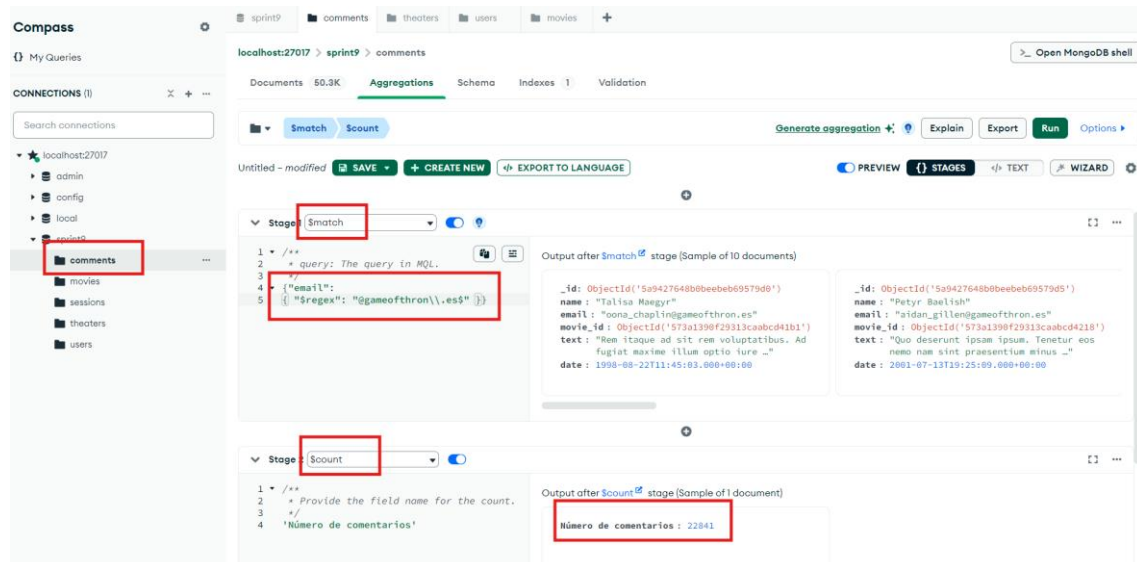 Compass
My Queries
CONNECTIONS (1)
Search connections
localhost:27017
admin
config
local
sprint9
comments
movies
sessions
theaters
users
sprint9 comments theaters users movies
localhost:27017 > sprint9 > comments
>_ Open MongoDB shell
Documents 50.3K Aggregations Schema Indexes 1 Validation
$match $count
Generate aggregation Explain Export Run Options
Untitled – modified SAVE + CREATE NEW </> EXPORT TO LANGUAGE
PREVIEW {} STAGES </> TEXT WIZARD
Stage 1 $match
1 /**
2 * query: The query in MQL.
3 */
4 {"email":
5 { "$regex": "@gameofthron\\.es$" }}
Output after $match stage (Sample of 10 documents)
_id: ObjectId('5a9427648b0beebeb69579d0')
name : "Talisa Maegyr"
email : "oona_chaplin@gameofthron.es"
movie_id : ObjectId('573a1390f29313caabcd41b1')
text : "Rem itaque ad sit rem voluptatibus. Ad
fugiat maxime illum optio iure …"
date : 1998-08-22T11:45:03.000+00:00
_id: ObjectId('5a9427648b0beebeb69579d5')
name : "Petyr Baelish"
email : "aidan_gillen@gameofthron.es"
movie_id : ObjectId('573a1390f29313caabcd4218')
text : "Quo deserunt ipsam ipsum. Tenetur eos
nemo nam sint praesentium minus …"
date : 2001-07-13T19:25:09.000+00:00
Stage 2 $count
1 /**
2 * Provide the field name for the count.
3 */
4 'Número de comentarios'
Output after $count stage (Sample of 1 document)
Número de comentarios : 22841